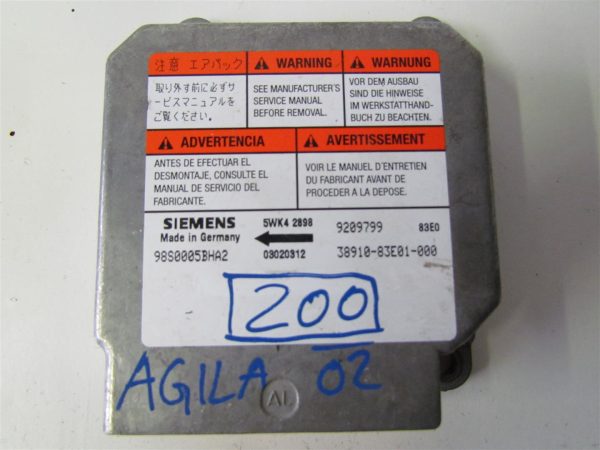 注意 エアバック
取り外す前に必ずサ
ービスマニュアルを
ご覧ください。
WARNING
SEE MANUFACTURER'S
SERVICE MANUAL
BEFORE REMOVAL.
WARNUNG
VOR DEM AUSBAU
SIND DIE HINWEISE
IM WERKSTATTHAND-
BUCH ZU BEACHTEN.
ADVERTENCIA
ANTES DE EFECTUAR EL
DESMONTAJE, CONSULTE EL
MANUAL DE SERVICIO DEL
FABRICANTE.
AVERTISSEMENT
VOIR LE MANUEL D'ENTRETIEN
DU FABRICANT AVANT DE
PROCEDER A LA DEPOSE.
SIEMENS 5WK4 2898 9209799 83E0
Made in Germany
98S0005BHA2 03020312 38910-83E01-000
200
AGILA 02
AL